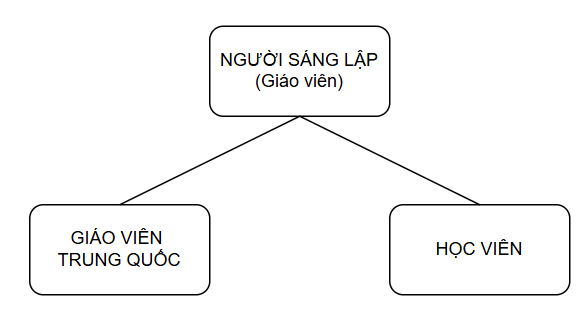 NGƯỜI SÁNG LẬP
(Giáo viên)
GIÁO VIÊN
TRUNG QUỐC
HỌC VIÊN